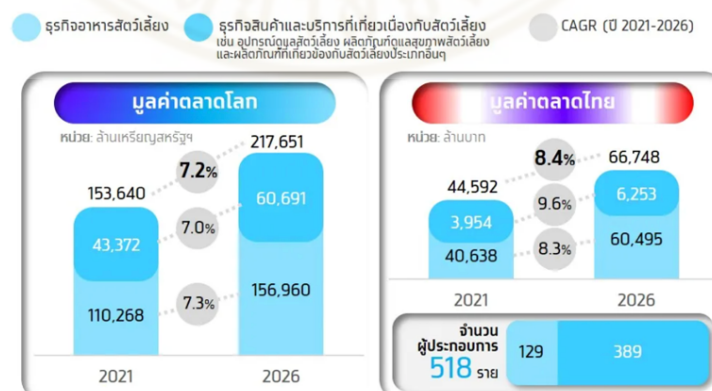 ธุรกิจอาหารสัตว์เลี้ยง
ธุรกิจสินค้าและบริการที่เกี่ยวเนื่องกับสัตว์เลี้ยง
เช่น อุปกรณ์ดูแลสัตว์เลี้ยง ผลิตภัณฑ์ดูแลสุขภาพสัตว์เลี้ยง
และผลิตภัณฑ์ที่เกี่ยวข้องกับสัตว์เลี้ยงประเภทอื่นๆ
CAGR (ปี 2021-2026)
มูลค่าตลาดโลก
หน่วย: ล้านเหรียญสหรัฐฯ
217,651
7.2%
153,640
60,691
7.0%
43,372
7.3%
156,960
110,268
2021
2026
มูลค่าตลาดไทย
หน่วย: ล้านบาท
8.4%
66,748
44,592
6,253
9.6%
3,954
8.3%
60,495
40,638
2021
2026
จำนวน
ผู้ประกอบการ
518 ราย
129
389